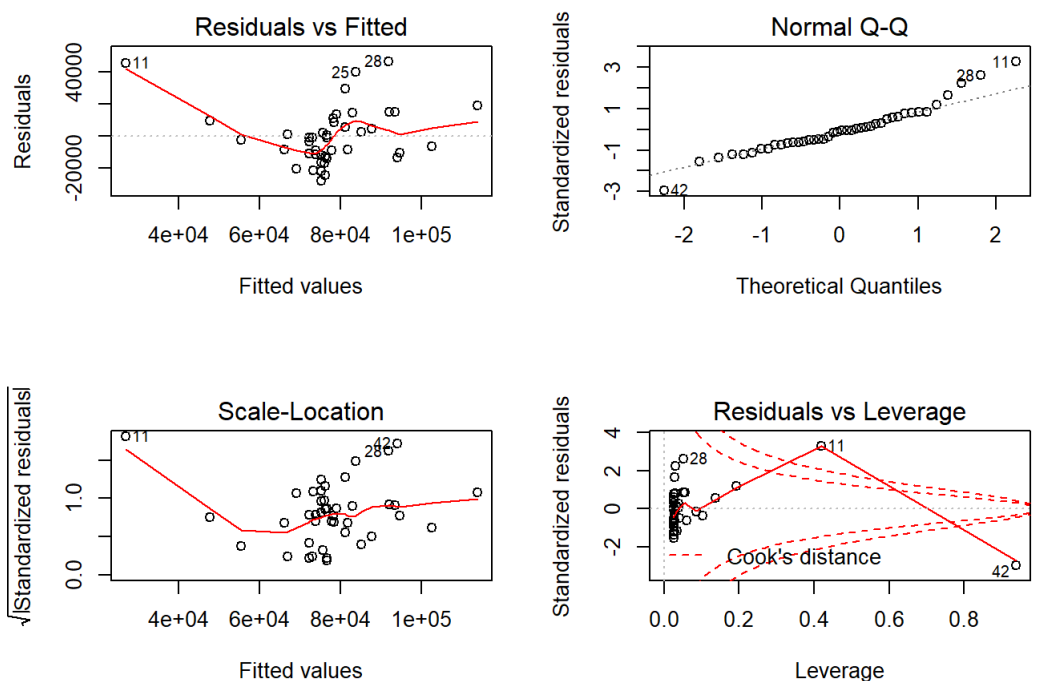 Residuals vs Fitted
Residuals
40000
-20000
11
25
28
4e+04 6e+04 8e+04 1e+05
Fitted values
Normal Q-Q
Standardized residuals
3
1
-1
-3
42
28
11
-2 -1 0 1 2
Theoretical Quantiles
Scale-Location
√|Standardized residuals|
1.0
0.0
11
42
28
4e+04 6e+04 8e+04 1e+05
Fitted values
Residuals vs Leverage
Standardized residuals
4
2
0
-2
28
11
42
Cook's distance
0.0 0.2 0.4 0.6 0.8
Leverage